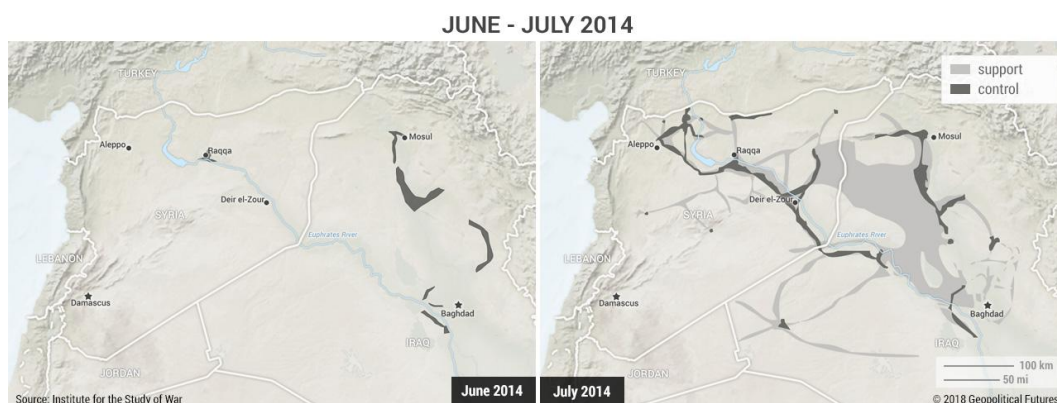 JUNE - JULY 2014
TURKEY
Aleppo
Raqqa
Mosul
Deir el-Zour
SYRIA
Euphrates River
LEBANON
Damascus
Baghdad
IRAQ
JORDAN
Source: Institute for the Study of War
June 2014
support
control
TURKEY
Aleppo
Raqqa
Mosul
Deir el-Zour
SYRIA
Euphrates River
LEBANON
Damascus
Baghdad
IRAQ
JORDAN
100 km
50 mi
July 2014
© 2018 Geopolitical Futures